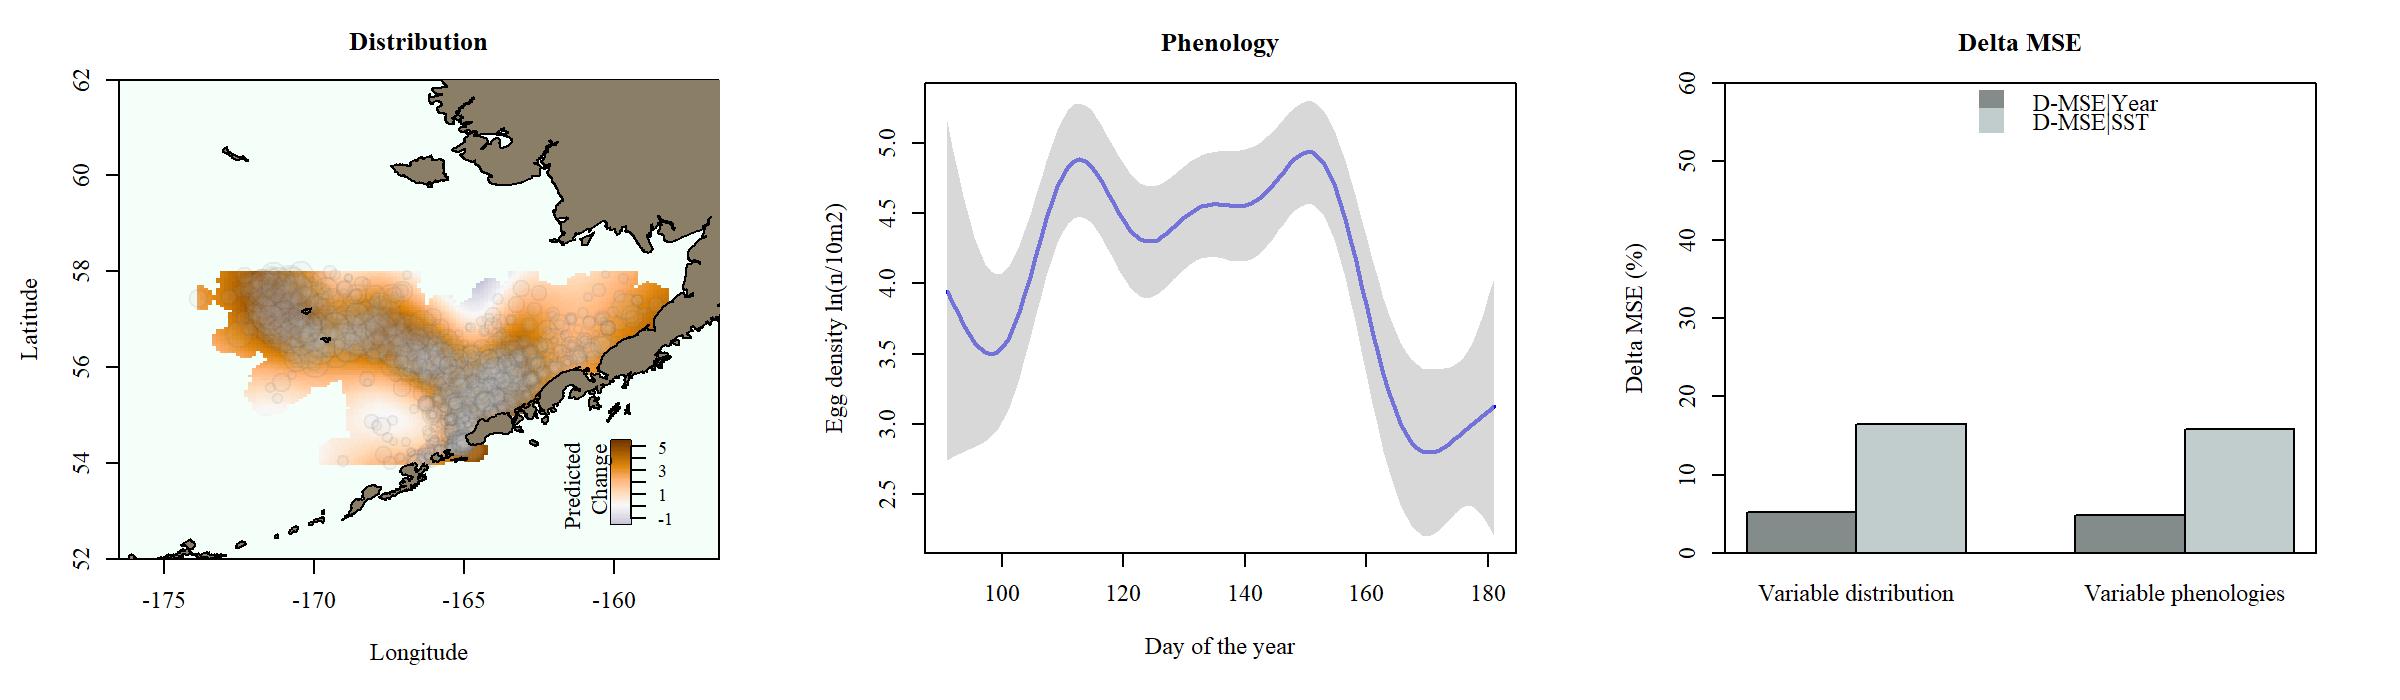 Distribution
62
60
58
56
54
52
Latitude
-175
-170
-165
-160
Longitude
Predicted
Change
5
3
1
-1
Phenology
5.0
4.5
4.0
3.5
3.0
2.5
Egg density ln(n/10m2)
100
120
140
160
180
Day of the year
Delta MSE
60
50
40
30
20
10
0
Delta MSE (%)
D-MSE|Year
D-MSE|SST
Variable distribution
Variable phenologies